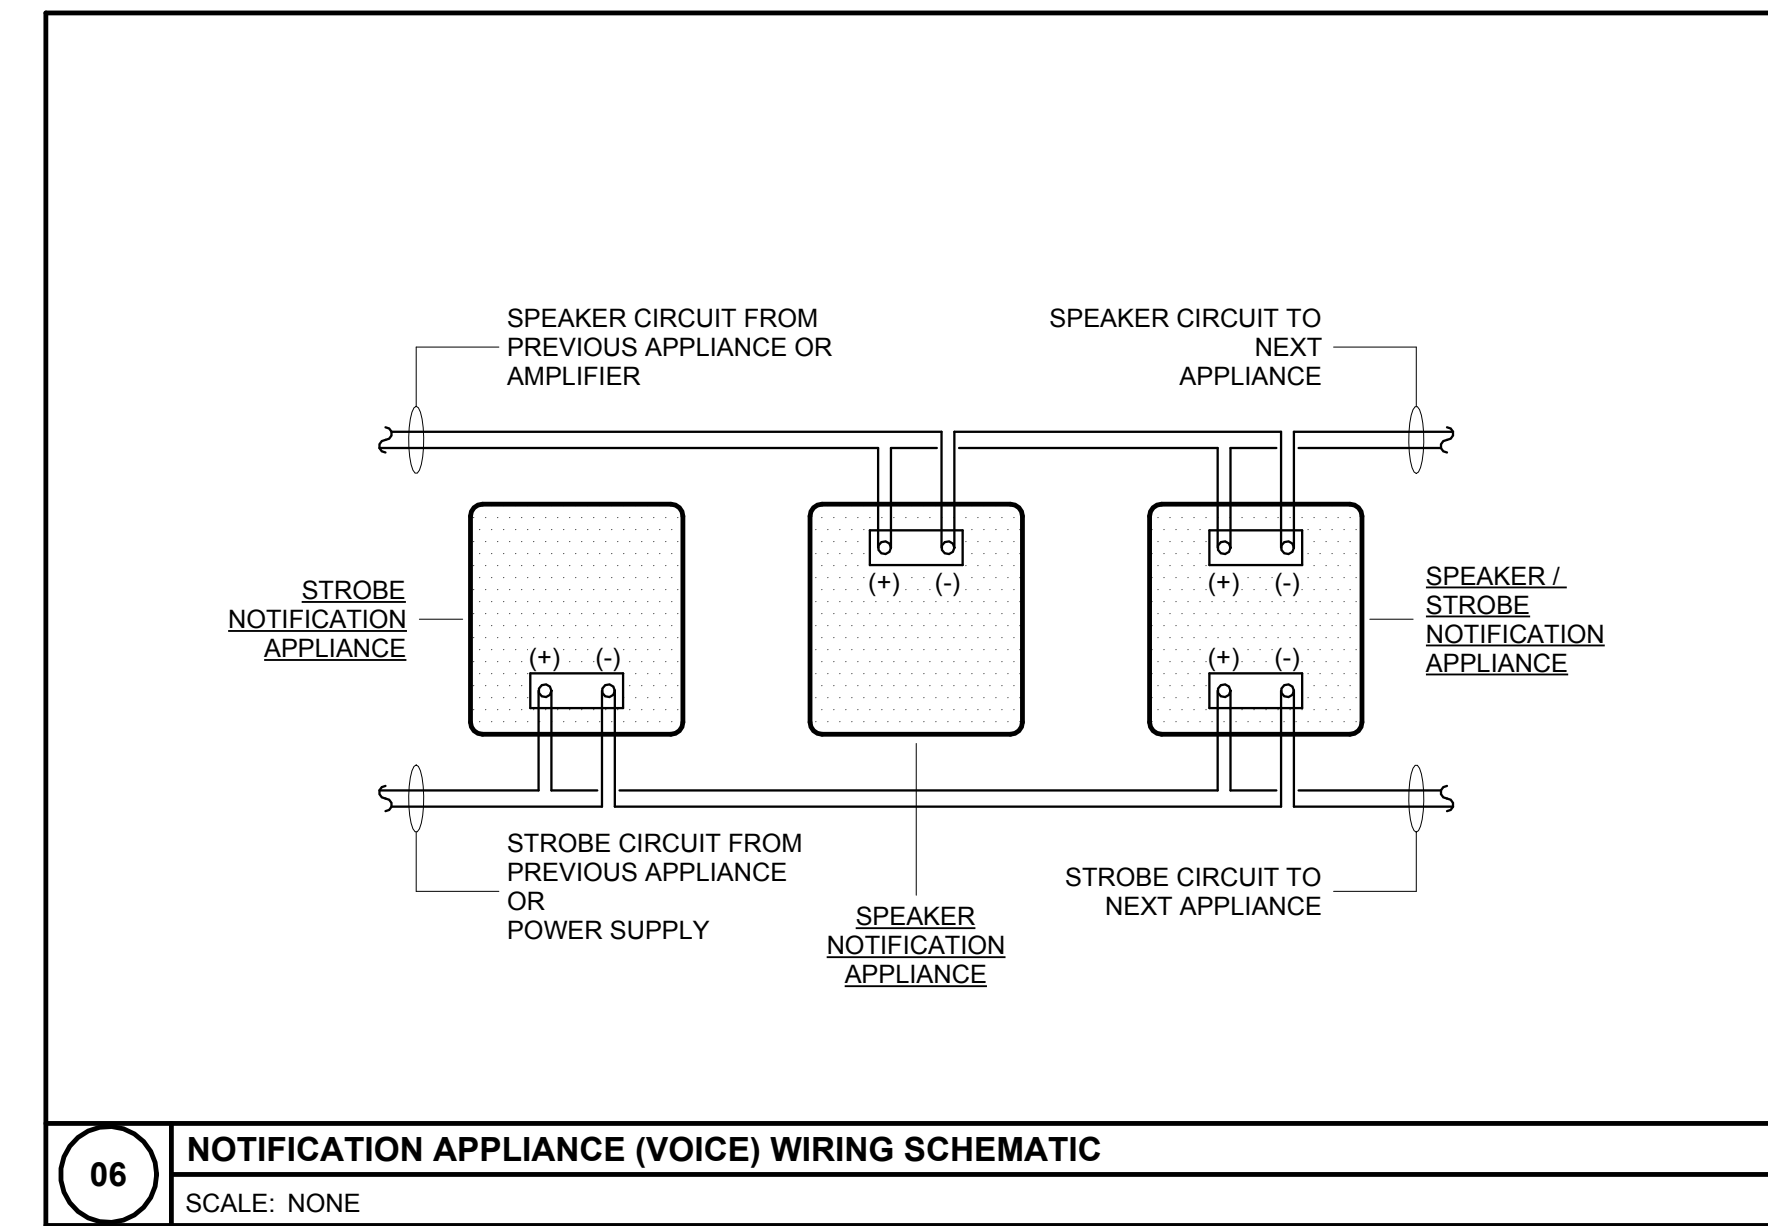 SPEAKER CIRCUIT FROM
PREVIOUS APPLIANCE OR
AMPLIFIER
SPEAKER CIRCUIT TO
NEXT
APPLIANCE
STROBE
NOTIFICATION
APPLIANCE
(+) (-)
(+) (-)
(+) (-)
(+) (-)
SPEAKER /
STROBE
NOTIFICATION
APPLIANCE
STROBE CIRCUIT FROM
PREVIOUS APPLIANCE
OR
POWER SUPPLY
SPEAKER
NOTIFICATION
APPLIANCE
STROBE CIRCUIT TO
NEXT APPLIANCE
06
NOTIFICATION APPLIANCE (VOICE) WIRING SCHEMATIC
SCALE: NONE